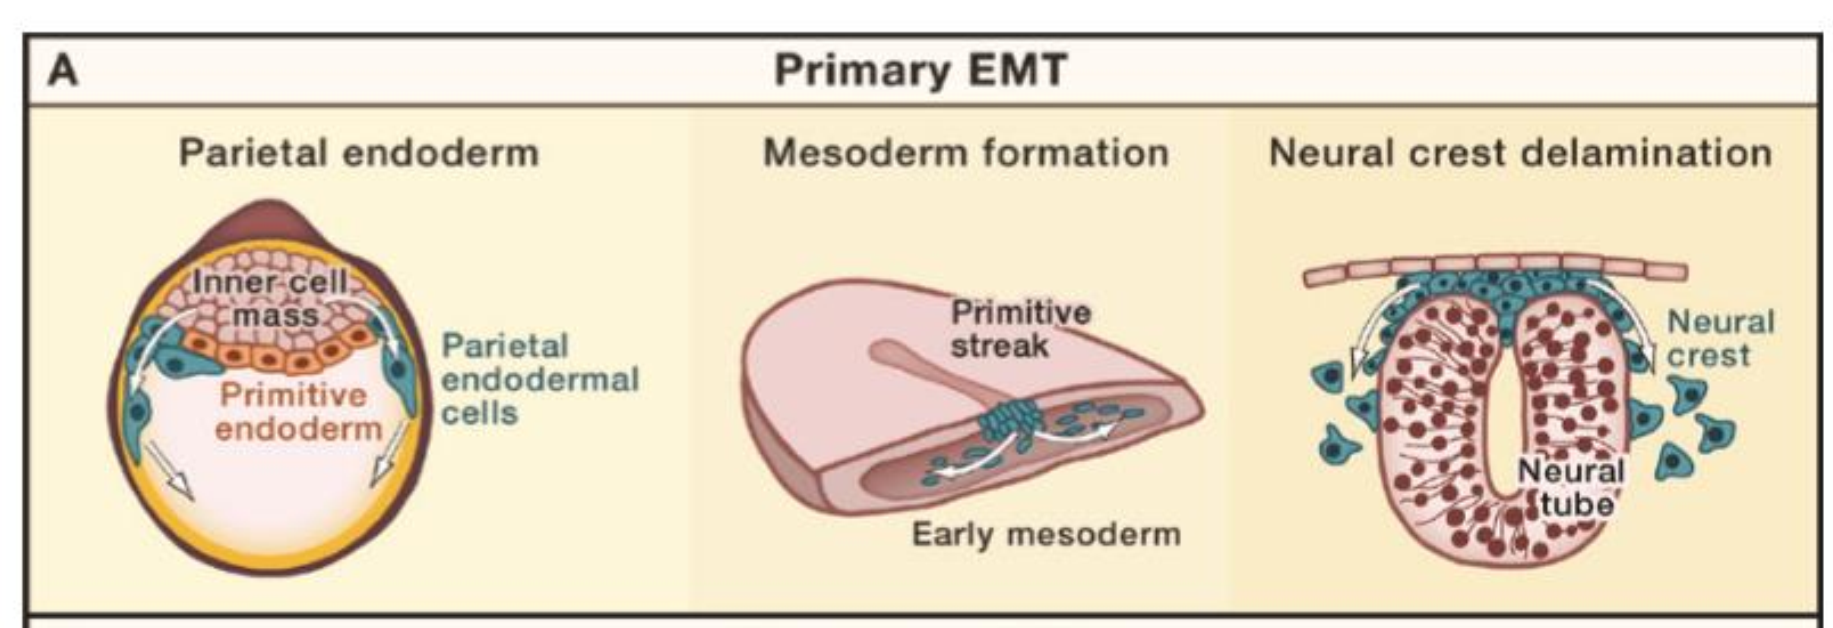 A
Primary EMT
Parietal endoderm
Inner cell
mass
Primitive
endoderm
Parietal
endodermal
cells
Mesoderm formation
Primitive
streak
Early mesoderm
Neural crest delamination
Neural
crest
Neural
tube